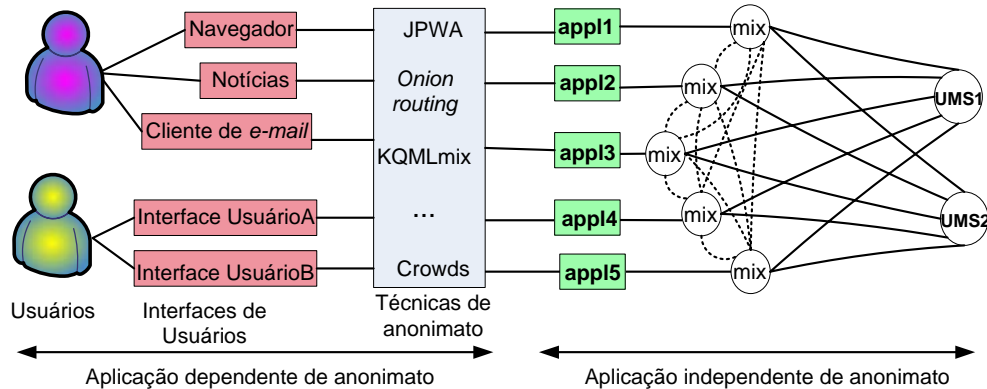 Navegador
JPWA
appl1
mix
Notícias
Onion
routing
appl2
mix
UMS1
Cliente de e-mail
KQMLmix
appl3
mix
Interface UsuárioA
...
appl4
mix
UMS2
Interface UsuárioB
Crowds
appl5
mix
Usuários
Interfaces de
Usuários
Técnicas de
anonimato
Aplicação dependente de anonimato
Aplicação independente de anonimato